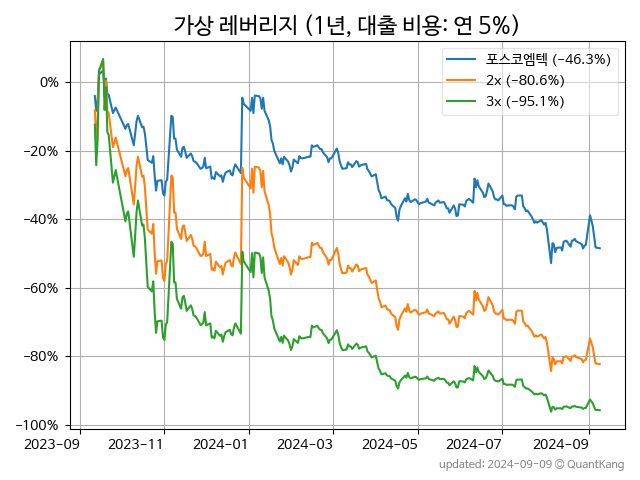 가상 레버리지 (1년, 대출 비용: 연 5%)
포스코엠텍 (−46.3%)
2x (−80.6%)
3x (−95.1%)
0%
−20%
−40%
−60%
−80%
−100%
2023-09 2023-11 2024-01 2024-03 2024-05 2024-07 2024-09
updated: 2024-09-09 © QuantKang